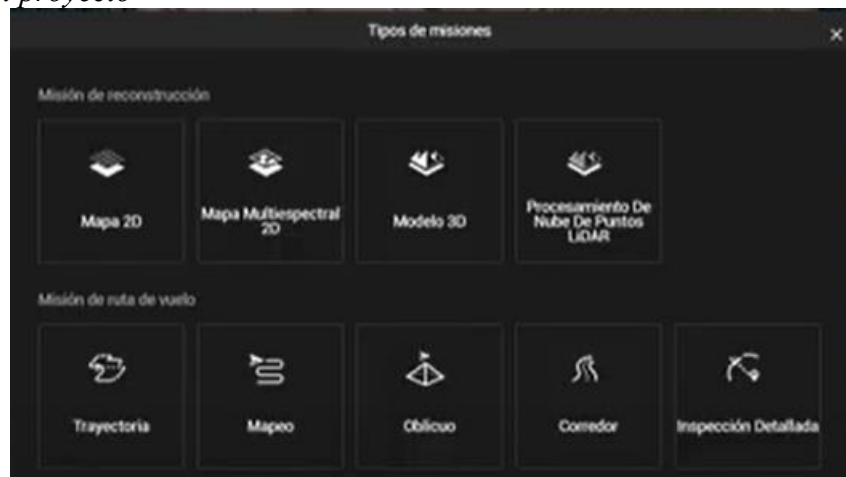 proyecto
Tipos de misiones
Misión de reconstrucción
Mapa 2D
Mapa Multiespectral
2D
Modelo 3D
Procesamiento De
Nube De Puntos
LiDAR
Misión de ruta de vuelo
Trayectoria
Mapeo
Oblicuo
Corredor
Inspección Detallada